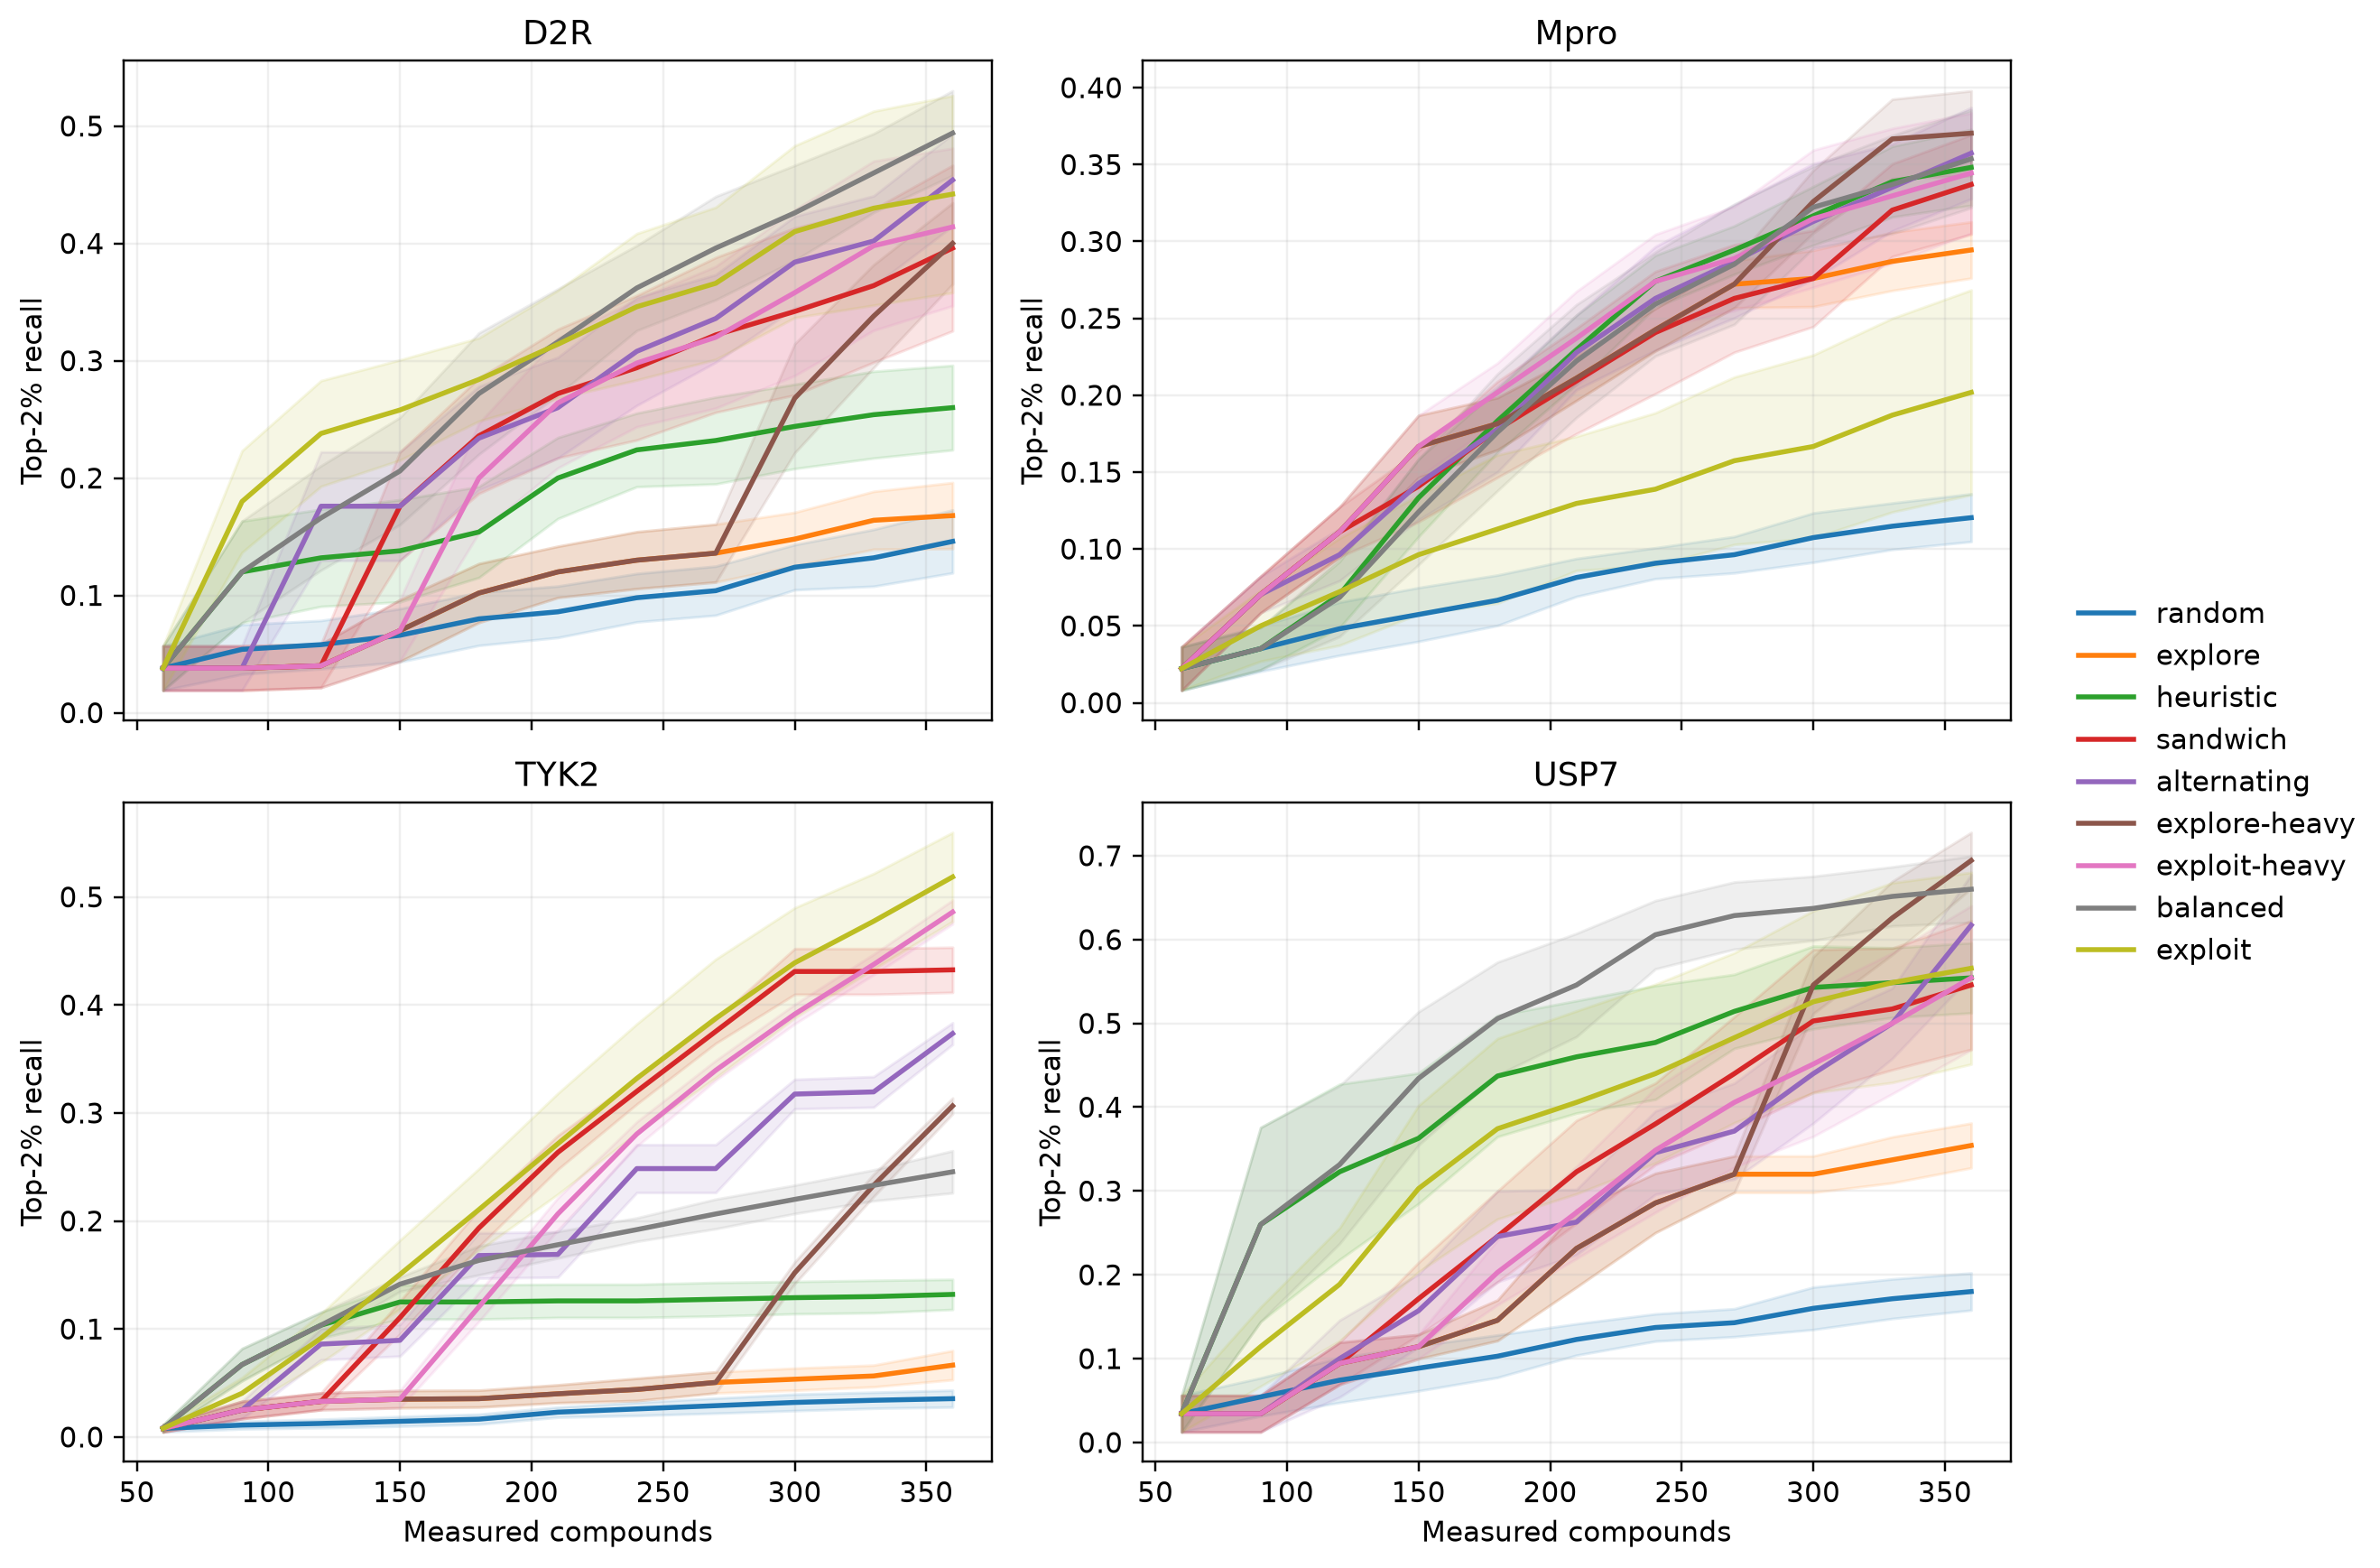 D2R
Top-2% recall
0.5
0.4
0.3
0.2
0.1
0.0
Mpro
Top-2% recall
0.40
0.35
0.30
0.25
0.20
0.15
0.10
0.05
0.00
TYK2
Top-2% recall
0.5
0.4
0.3
0.2
0.1
0.0
50 100 150 200 250 300 350
Measured compounds
USP7
Top-2% recall
0.7
0.6
0.5
0.4
0.3
0.2
0.1
0.0
50 100 150 200 250 300 350
Measured compounds
random
explore
heuristic
sandwich
alternating
explore-heavy
exploit-heavy
balanced
exploit